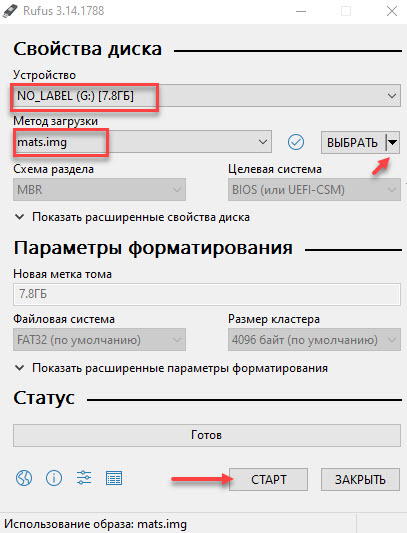 Rufus 3.14.1788
Свойства диска
Устройство
NO_LABEL (G:) [7.8ГБ]
Метод загрузки
mats.img
ВЫБРАТЬ
Схема раздела
Целевая система
MBR
BIOS (или UEFI-CSM)
Показать расширенные свойства диска
Параметры форматирования
Новая метка тома
7.8ГБ
Файловая система
Размер кластера
FAT32 (по умолчанию)
4096 байт (по умолчанию)
Показать расширенные параметры форматирования
Статус
Готов
СТАРТ
ЗАКРЫТЬ
Использование образа: mats.img